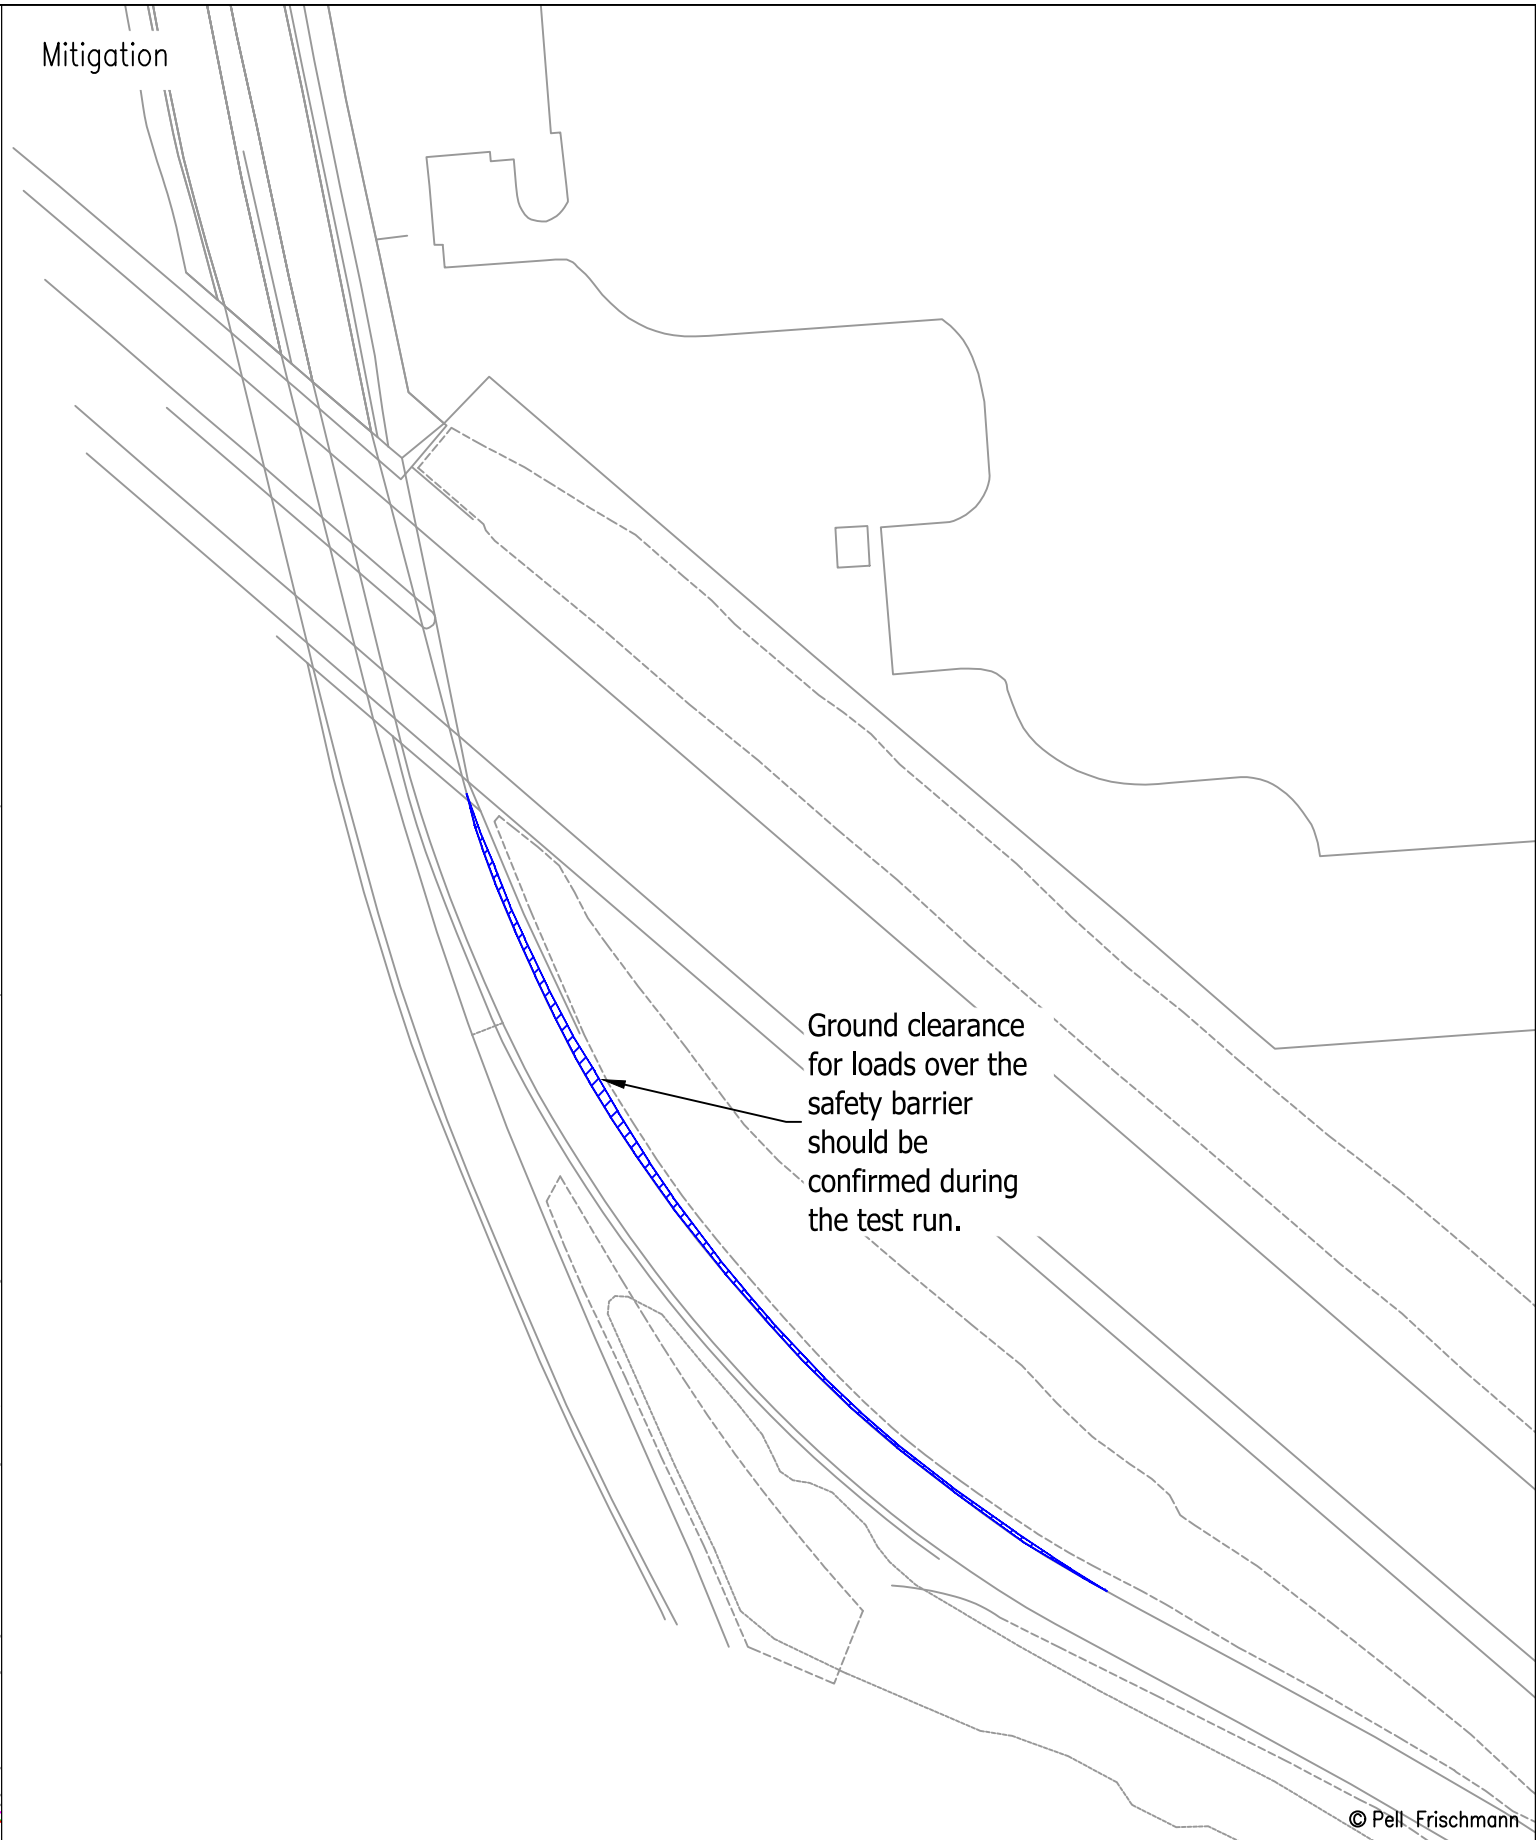 Mitigation
Ground clearance
for loads over the
safety barrier
should be
confirmed during
the test run.
© Pell Frischmann